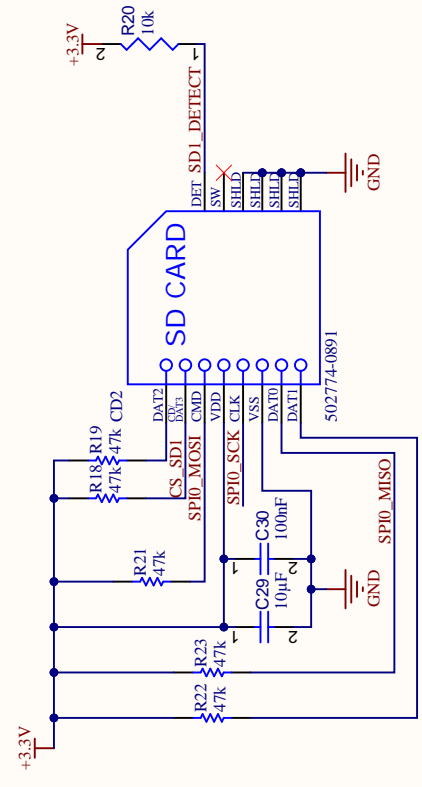 +3.3V
R20
10k
2
1
SD1_DETECT
DET
SW
SHLD
SHLD
SHLD
SHLD
GND
SD CARD
502774-0891
CD2
DAT2
CD/
DAT3
CMD
VDD
CLK
VSS
DAT0
DAT1
R19
47k
R18
47k
CS_SD1
SPI0_MOSI
SPI0_SCK
SPI0_MISO
R21
47k
C30
100nF
1
2
C29
10µF
1
2
GND
R23
47k
R22
47k
+3.3V